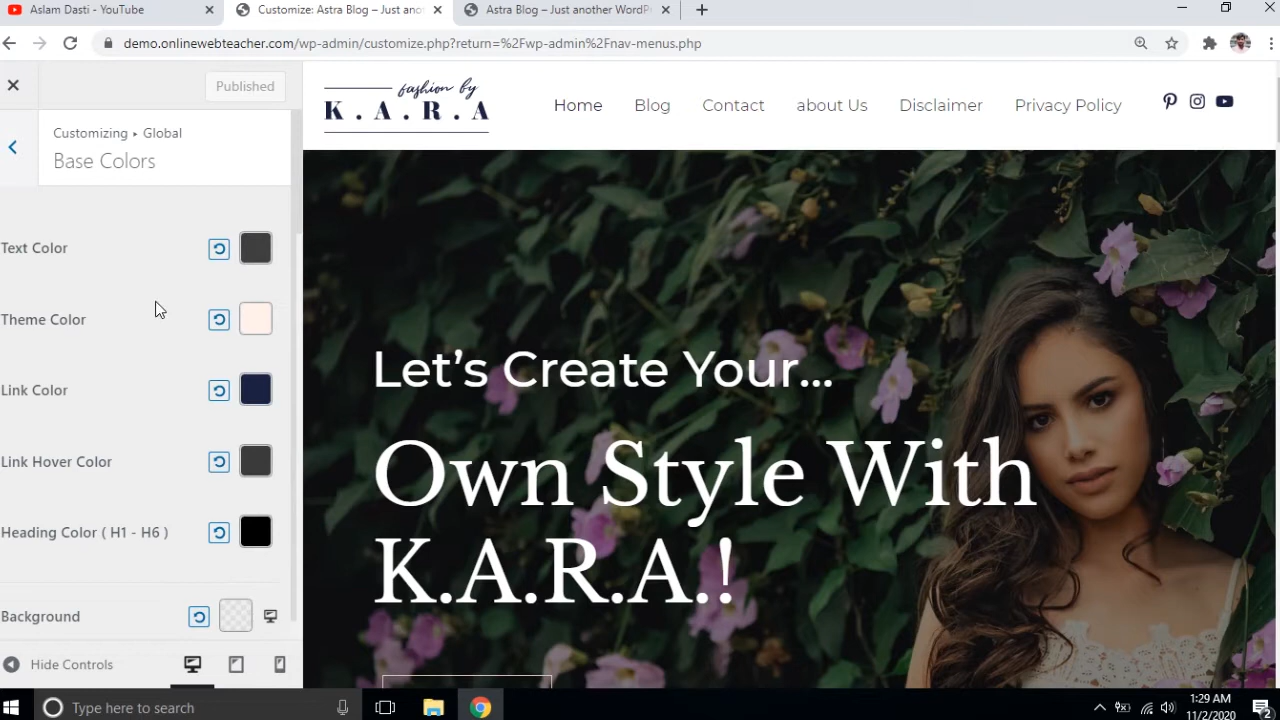 Aslam Dasti - YouTube
Customize: Astra Blog – Just ano
Astra Blog – Just another WordP
demo.onlinewebteacher.com/wp-admin/customize.php?return=%2Fwp-admin%2Fnav-menus.php
Published
Customizing ▸ Global
Base Colors
Text Color
Theme Color
Link Color
Link Hover Color
Heading Color ( H1 - H6 )
Background
Hide Controls
fashion by
K.A.R.A
Home Blog Contact about Us Disclaimer Privacy Policy
Let's Create Your...
Own Style With
K.A.R.A.!
Type here to search
1:29 AM
11/2/2020
2